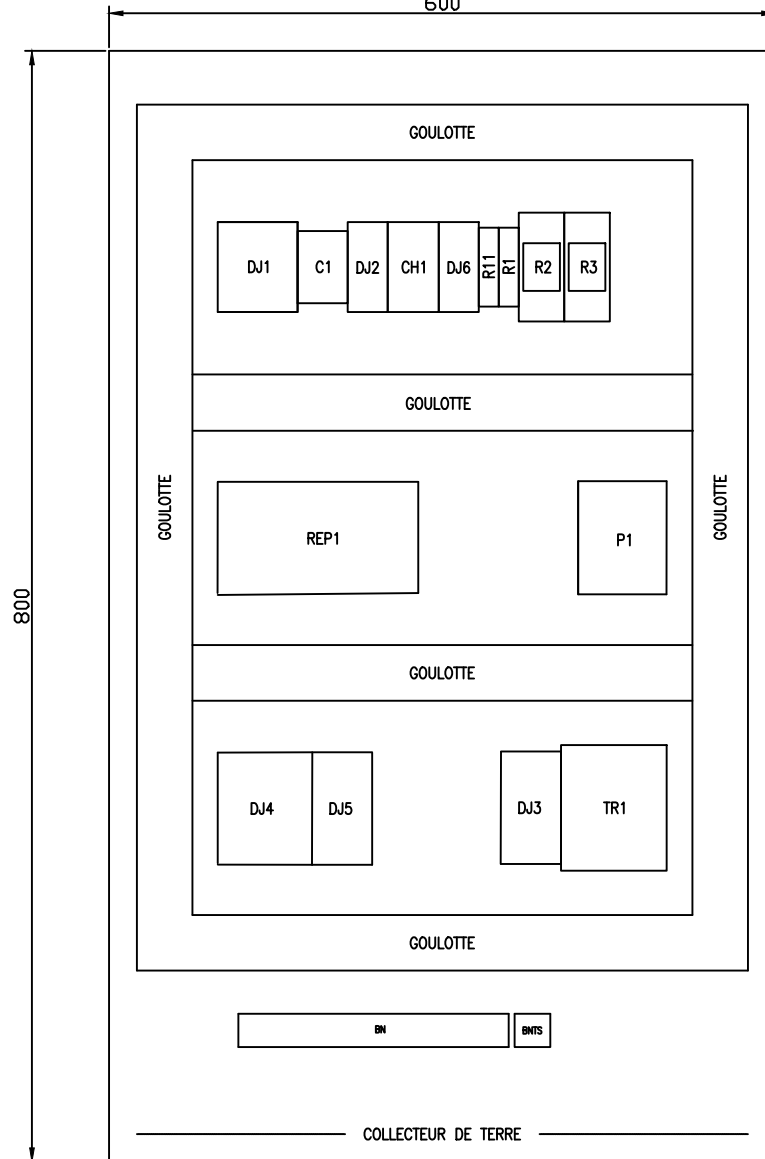 600
GOULOTTE
DJ1 C1 DJ2 CH1 DJ6 R11 R1 R2 R3
GOULOTTE
GOULOTTE
GOULOTTE
REP1 P1
800
GOULOTTE
DJ4 DJ5 DJ3 TR1
GOULOTTE
BN BNTS
COLLECTEUR DE TERRE